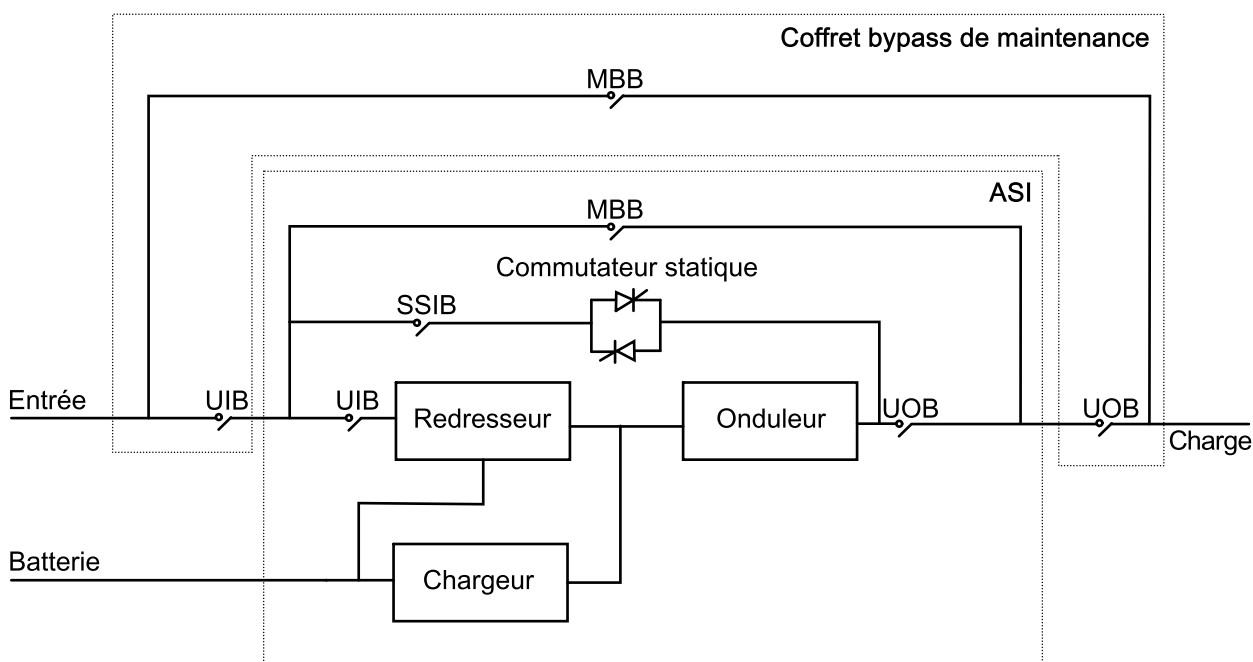 Coffret bypass de maintenance
MBB
ASI
MBB
Commutateur statique
SSIB
Entrée
UIB
UIB
Redresseur
Onduleur
UOB
UOB
Charge
Batterie
Chargeur